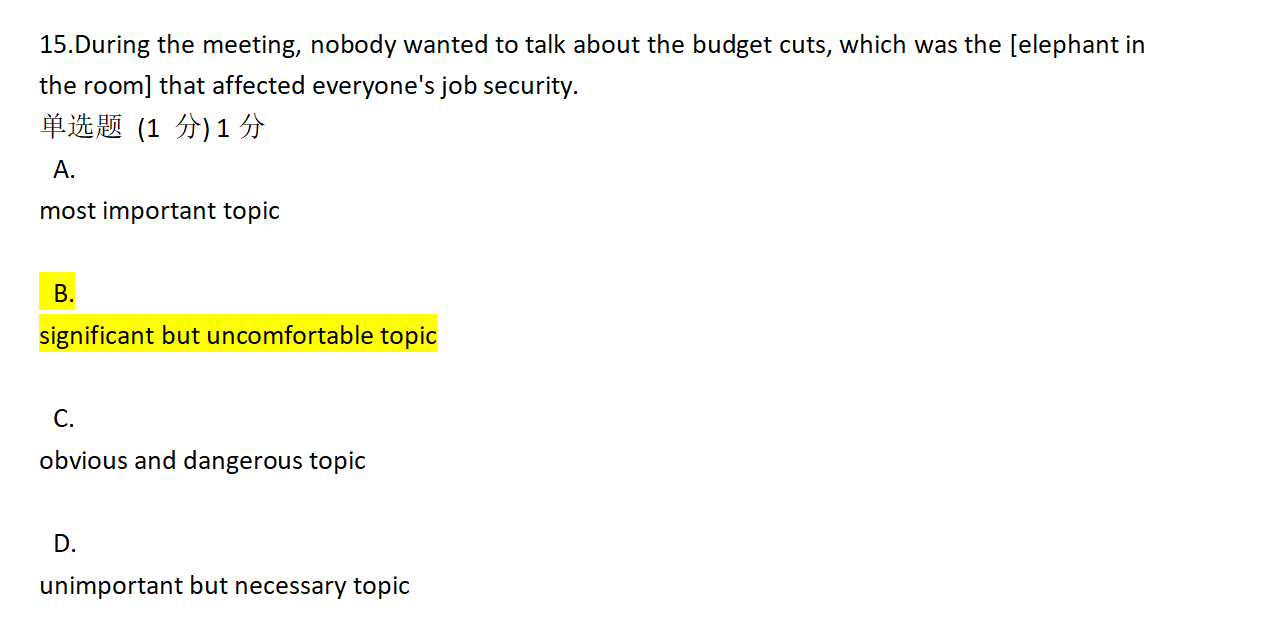 15.During the meeting, nobody wanted to talk about the budget cuts, which was the [elephant in
the room] that affected everyone's job security.
单选题 (1 分) 1 分
A.
most important topic
B.
significant but uncomfortable topic
C.
obvious and dangerous topic
D.
unimportant but necessary topic